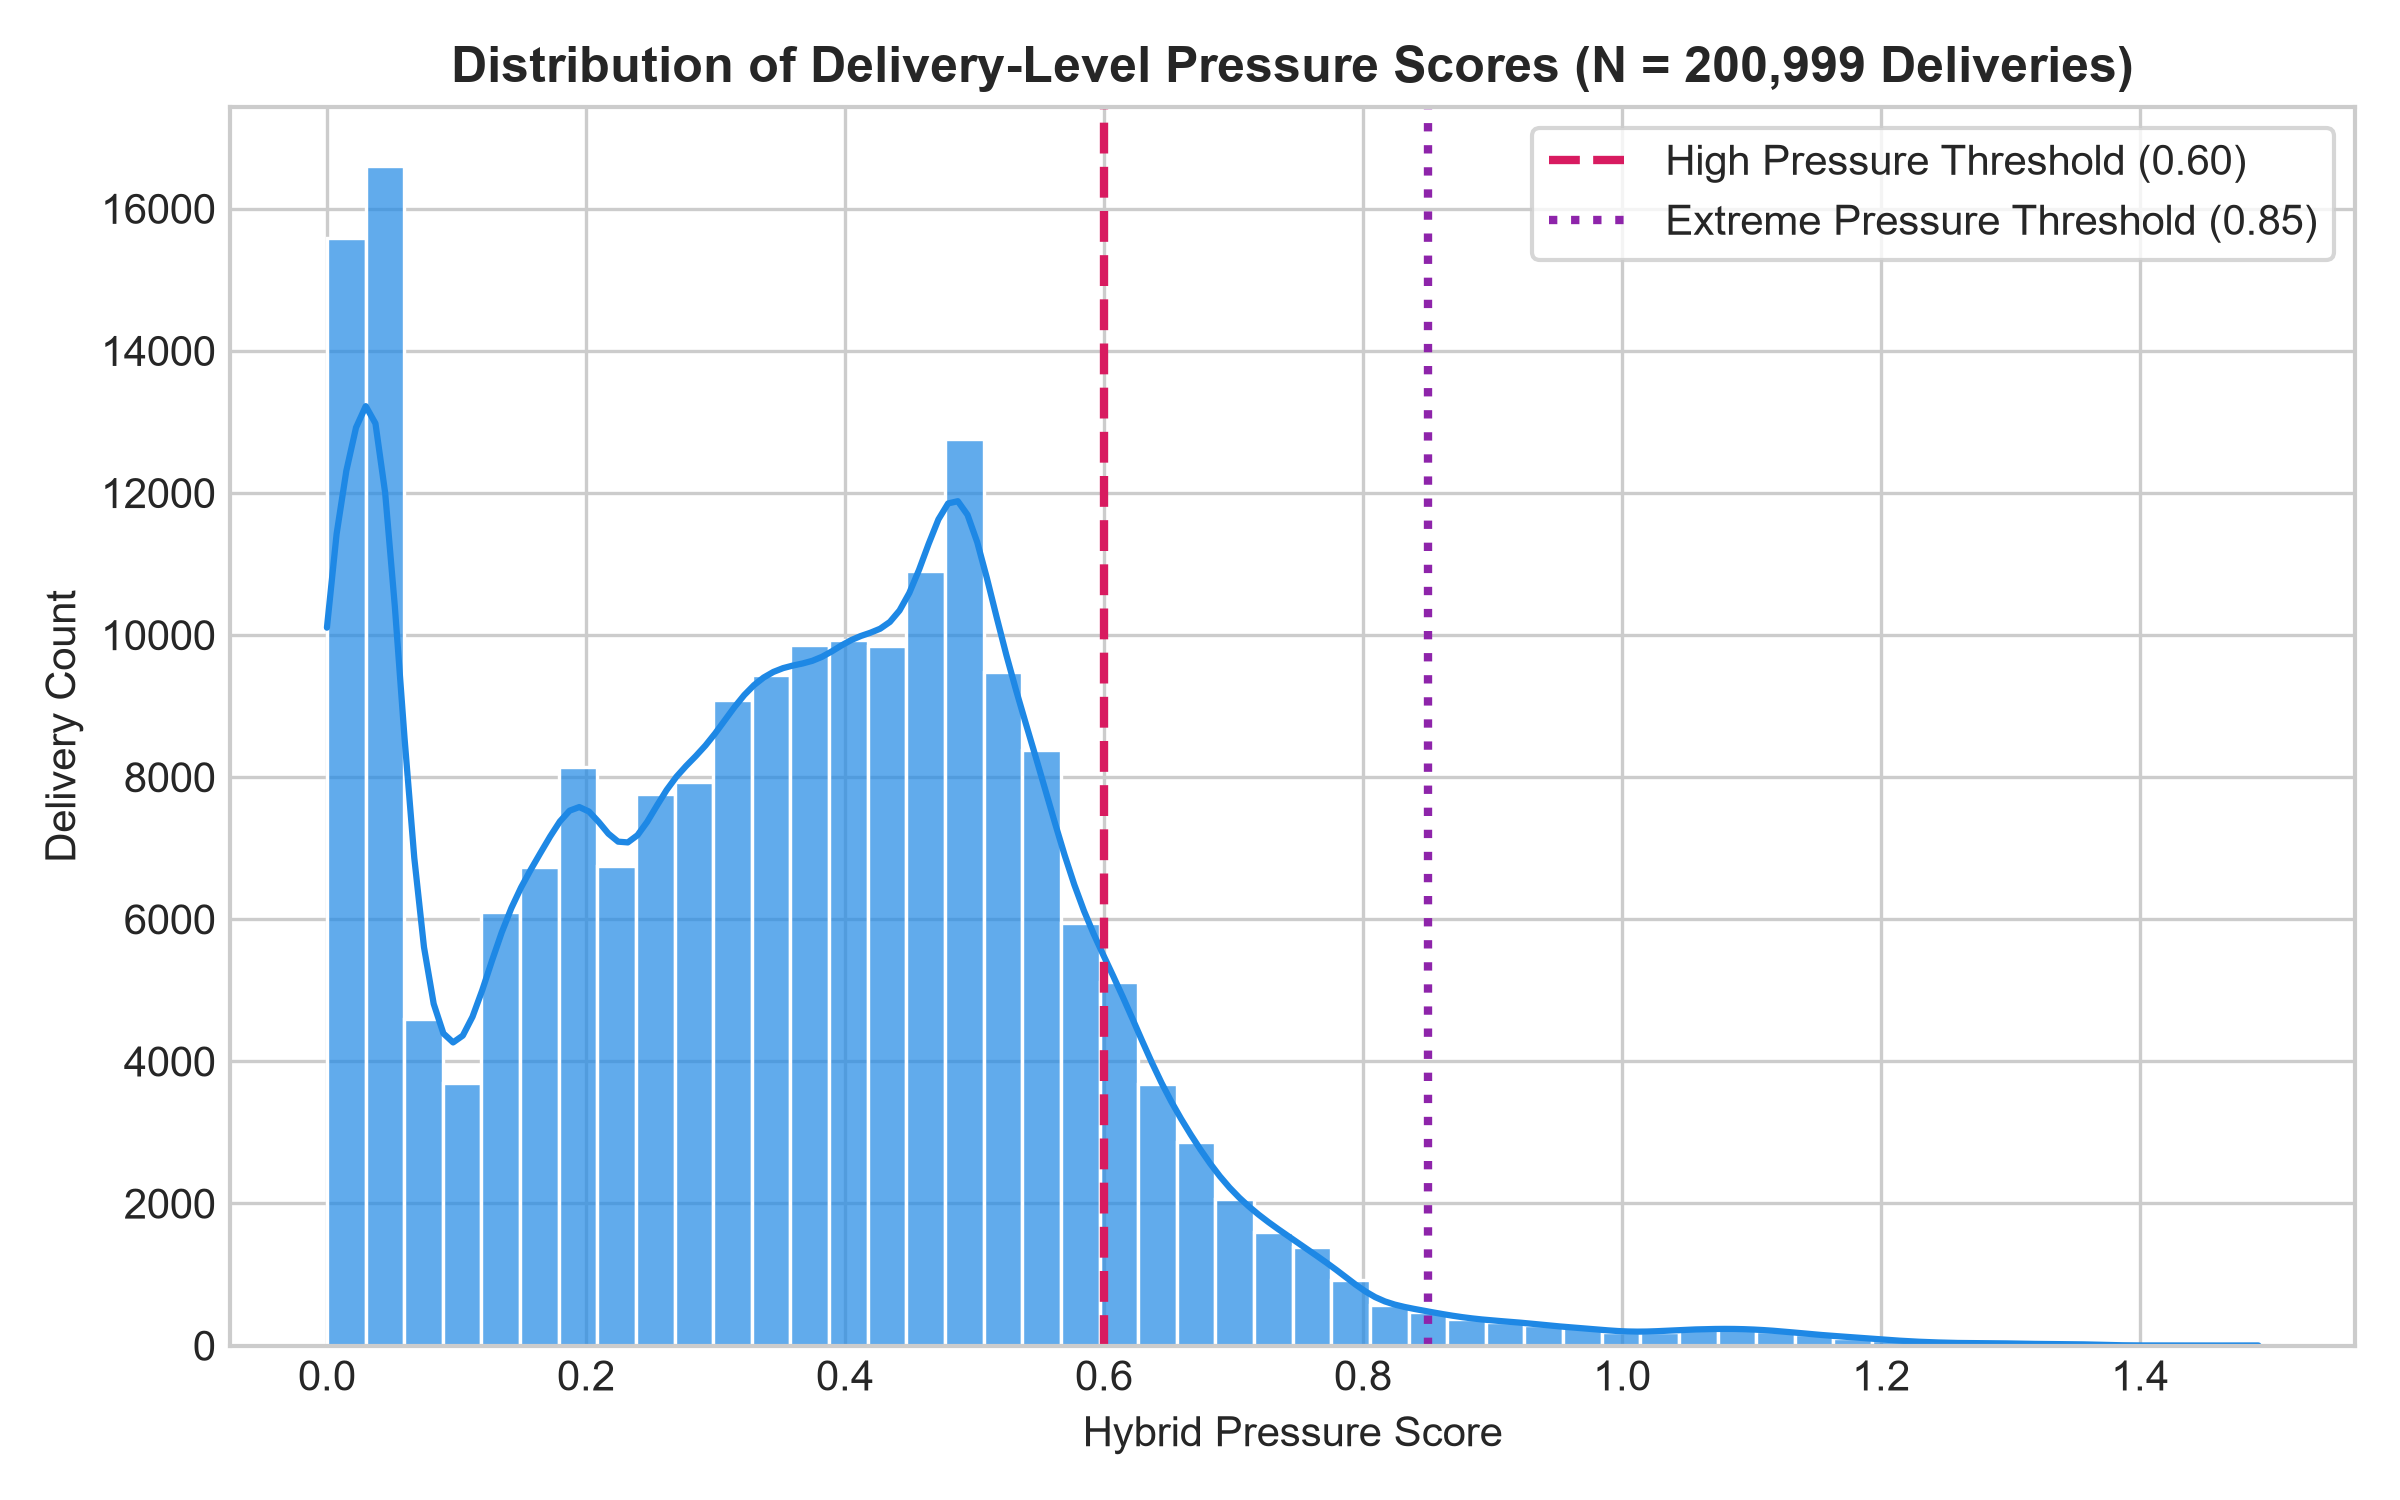 Distribution of Delivery-Level Pressure Scores (N = 200,999 Deliveries)
High Pressure Threshold (0.60)
Extreme Pressure Threshold (0.85)
Delivery Count
16000
14000
12000
10000
8000
6000
4000
2000
0
0.0 0.2 0.4 0.6 0.8 1.0 1.2 1.4
Hybrid Pressure Score